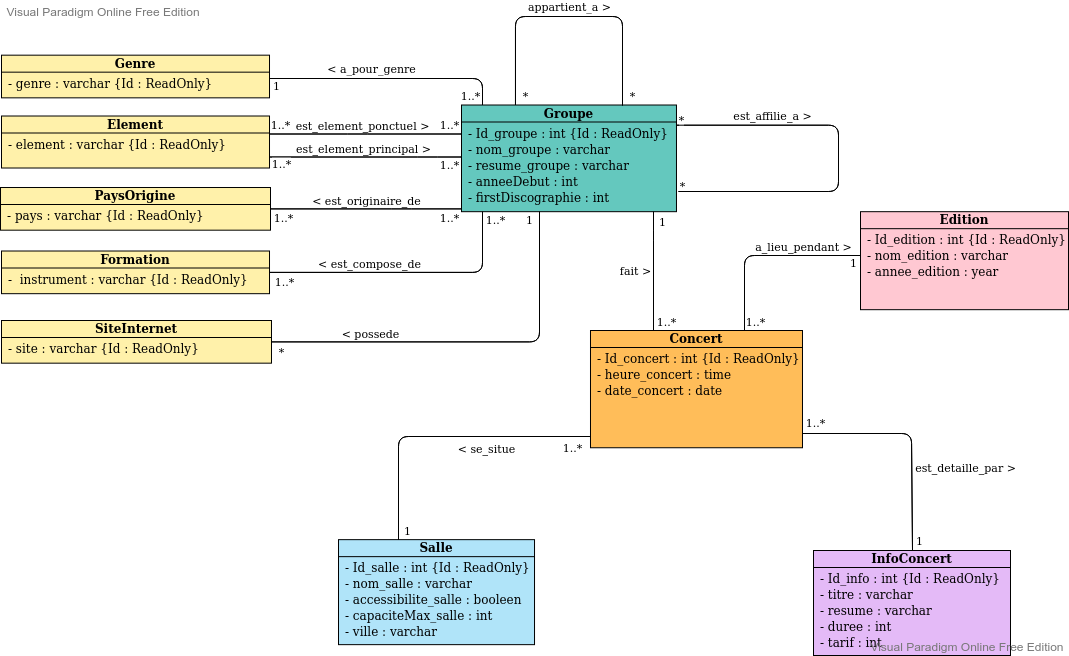 Visual Paradigm Online Free Edition
appartient_a >
* *
Genre
- genre : varchar {Id : ReadOnly}
< a_pour_genre
1 1..*
Element
- element : varchar {Id : ReadOnly}
1..* est_element_ponctuel > 1..*
est_element_principal >
1..* 1..*
PaysOrigine
- pays : varchar {Id : ReadOnly}
< est_originaire_de
1..* 1..*
Formation
- instrument : varchar {Id : ReadOnly}
< est_compose_de
1..* 1..*
SiteInternet
- site : varchar {Id : ReadOnly}
< possede
* 1
Groupe
- Id_groupe : int {Id : ReadOnly}
- nom_groupe : varchar
- resume_groupe : varchar
- anneeDebut : int
- firstDiscographie : int
* est_affilie_a >
*
1
fait >
1..*
Edition
- Id_edition : int {Id : ReadOnly}
- nom_edition : varchar
- annee_edition : year
a_lieu_pendant >
1
1..*
Concert
- Id_concert : int {Id : ReadOnly}
- heure_concert : time
- date_concert : date
< se_situe 1..*
1
1..*
est_detaille_par >
1
Salle
- Id_salle : int {Id : ReadOnly}
- nom_salle : varchar
- accessibilite_salle : booleen
- capaciteMax_salle : int
- ville : varchar
InfoConcert
- Id_info : int {Id : ReadOnly}
- titre : varchar
- resume : varchar
- duree : int
- tarif : int
Visual Paradigm Online Free Edition